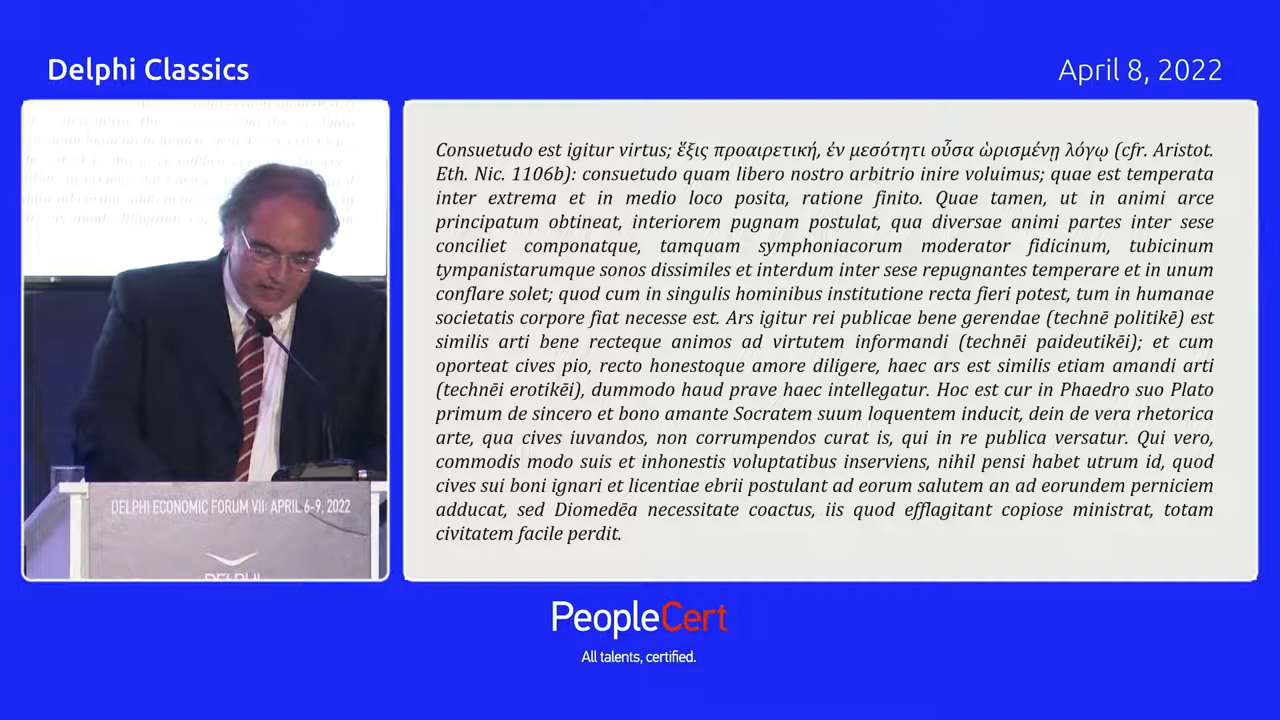 Delphi Classics
April 8, 2022
Consuetudo est igitur virtus; ἕξις προαιρετική, ἐν μεσότητι οὖσα ὡρισμένῃ λόγῳ (cfr. Aristot.
Eth. Nic. 1106b): consuetudo quam libero nostro arbitrio inire voluimus; quae est temperata
inter extrema et in medio loco posita, ratione finito. Quae tamen, ut in animi arce
principatum obtineat, interiorem pugnam postulat, qua diversae animi partes inter sese
conciliet componatque, tamquam symphoniacorum moderator fidicinum, tubicinum
tympanistarumque sonos dissimiles et interdum inter sese repugnantes temperare et in unum
conflare solet; quod cum in singulis hominibus institutione recta fieri potest, tum in humanae
societatis corpore fiat necesse est. Ars igitur rei publicae bene gerendae (technē politikē) est
similis arti bene recteque animos ad virtutem informandi (technēi paideutikēi); et cum
oporteat cives pio, recto honestoque amore diligere, haec ars est similis etiam amandi arti
(technēi erotikēi), dummodo haud prave haec intellegatur. Hoc est cur in Phaedro suo Plato
primum de sincero et bono amante Socratem suum loquentem inducit, dein de vera rhetorica
arte, qua cives iuvandos, non corrumpendos curat is, qui in re publica versatur. Qui vero,
commodis modo suis et inhonestis voluptatibus inserviens, nihil pensi habet utrum id, quod
cives sui boni ignari et licentiae ebrii postulant ad eorum salutem an ad eorundem perniciem
adducat, sed Diomedēa necessitate coactus, iis quod efflagitant copiose ministrat, totam
civitatem facile perdit.
DELPHI ECONOMIC FORUM VII: APRIL 6-9, 2022
DELPHI
PeopleCert
All talents, certified.